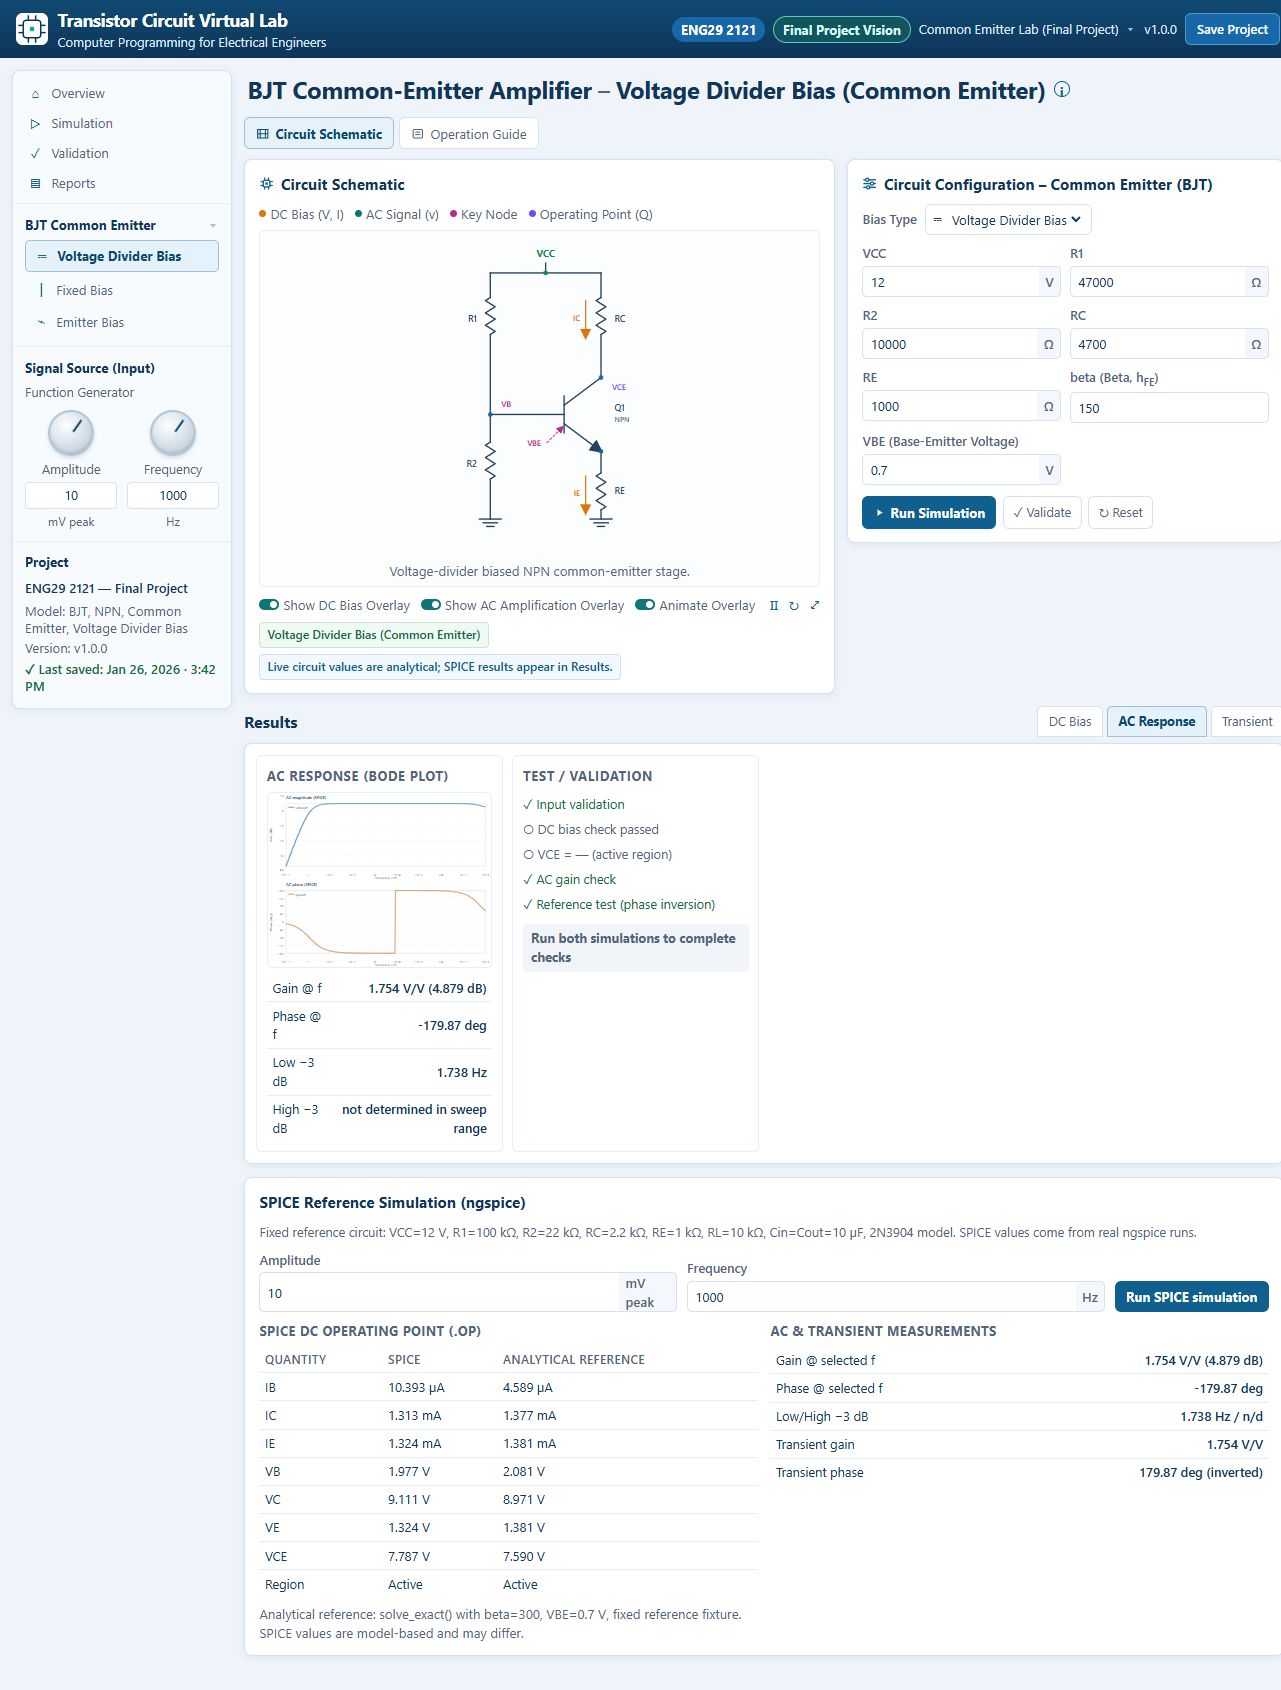 Transistor Circuit Virtual Lab
Computer Programming for Electrical Engineers
ENG29 2121
Final Project Vision
Common Emitter Lab (Final Project)
v1.0.0
Save Project
Overview
Simulation
Validation
Reports
BJT Common Emitter
Voltage Divider Bias
Fixed Bias
Emitter Bias
Signal Source (Input)
Function Generator
Amplitude Frequency
10 1000
mV peak Hz
Project
ENG29 2121 — Final Project
Model: BJT, NPN, Common
Emitter, Voltage Divider Bias
Version: v1.0.0
✓ Last saved: Jan 26, 2026 · 3:42
PM
BJT Common-Emitter Amplifier – Voltage Divider Bias (Common Emitter)
Circuit Schematic
Operation Guide
Circuit Schematic
DC Bias (V, I) AC Signal (v) Key Node Operating Point (Q)
VCC
R1
IC
RC
VCE
VB
Q1
NPN
VBE
R2
IE
RE
Voltage-divider biased NPN common-emitter stage.
Show DC Bias Overlay Show AC Amplification Overlay Animate Overlay
Voltage Divider Bias (Common Emitter)
Live circuit values are analytical; SPICE results appear in Results.
Circuit Configuration – Common Emitter (BJT)
Bias Type = Voltage Divider Bias
VCC R1
12 V 47000 Ω
R2 RC
10000 Ω 4700 Ω
RE beta (Beta, hFE)
1000 Ω 150
VBE (Base-Emitter Voltage)
0.7 V
Run Simulation ✓ Validate ↻ Reset
Results
DC Bias AC Response Transient
AC RESPONSE (BODE PLOT)
AC magnitude (SPICE)
AC phase (SPICE)
Gain @ f 1.754 V/V (4.879 dB)
Phase @
f
-179.87 deg
Low −3
dB
1.738 Hz
High −3
dB
not determined in sweep
range
TEST / VALIDATION
✓ Input validation
○ DC bias check passed
○ VCE = — (active region)
✓ AC gain check
✓ Reference test (phase inversion)
Run both simulations to complete
checks
SPICE Reference Simulation (ngspice)
Fixed reference circuit: VCC=12 V, R1=100 kΩ, R2=22 kΩ, RC=2.2 kΩ, RE=1 kΩ, RL=10 kΩ, Cin=Cout=10 µF, 2N3904 model. SPICE values come from real ngspice runs.
Amplitude
10 mV
peak
Frequency
1000 Hz
Run SPICE simulation
SPICE DC OPERATING POINT (.OP)
QUANTITY SPICE ANALYTICAL REFERENCE
IB 10.393 µA 4.589 µA
IC 1.313 mA 1.377 mA
IE 1.324 mA 1.381 mA
VB 1.977 V 2.081 V
VC 9.111 V 8.971 V
VE 1.324 V 1.381 V
VCE 7.787 V 7.590 V
Region Active Active
Analytical reference: solve_exact() with beta=300, VBE=0.7 V, fixed reference fixture.
SPICE values are model-based and may differ.
AC & TRANSIENT MEASUREMENTS
Gain @ selected f 1.754 V/V (4.879 dB)
Phase @ selected f -179.87 deg
Low/High −3 dB 1.738 Hz / n/d
Transient gain 1.754 V/V
Transient phase 179.87 deg (inverted)